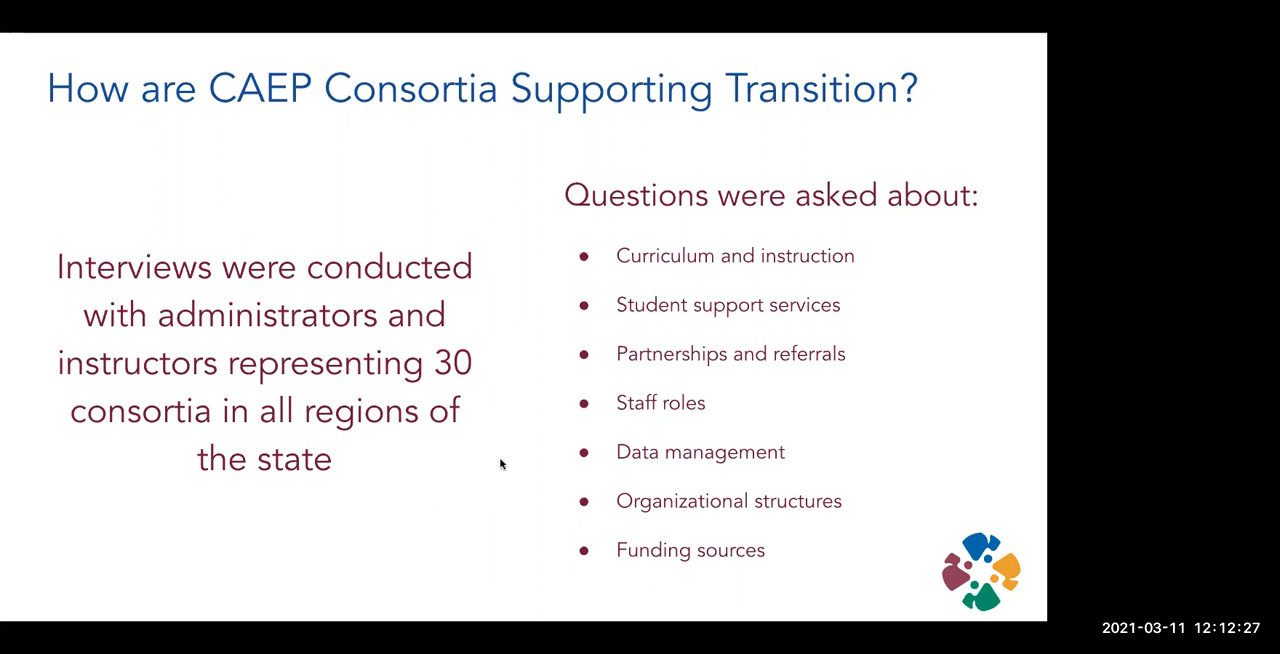 How are CAEP Consortia Supporting Transition?
Interviews were conducted
with administrators and
instructors representing 30
consortia in all regions of
the state
Questions were asked about:
● Curriculum and instruction
● Student support services
● Partnerships and referrals
● Staff roles
● Data management
● Organizational structures
● Funding sources
2021-03-11 12:12:27